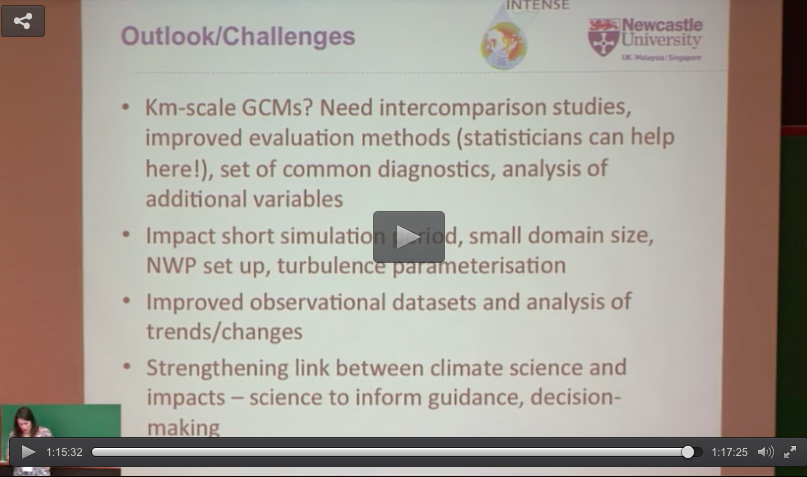 INTENSE
Newcastle
University
UK | Malaysia | Singapore
Outlook/Challenges
• Km-scale GCMs? Need intercomparison studies,
improved evaluation methods (statisticians can help
here!), set of common diagnostics, analysis of
additional variables
• Impact short simulation period, small domain size,
NWP set up, turbulence parameterisation
• Improved observational datasets and analysis of
trends/changes
• Strengthening link between climate science and
impacts – science to inform guidance, decision-
making
1:15:32
1:17:25